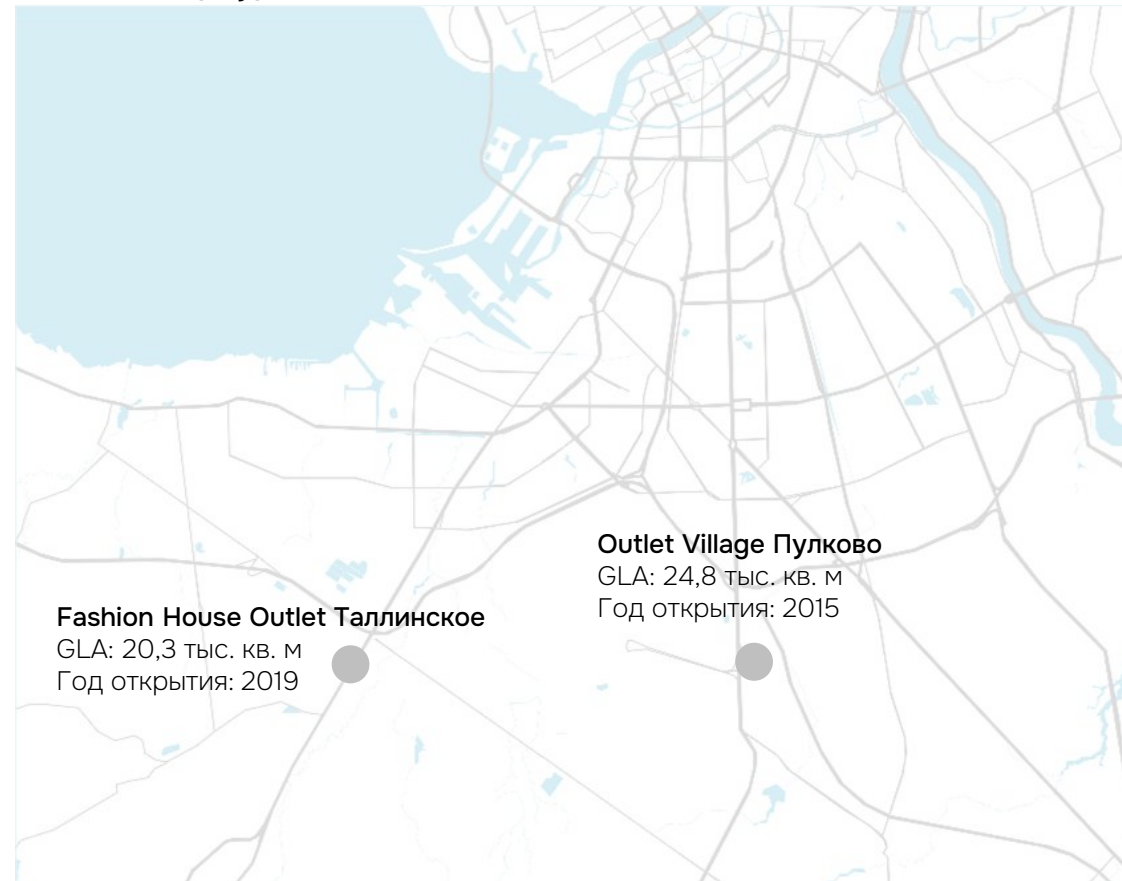 Fashion House Outlet Таллинское
GLA: 20,3 тыс. кв. м
Год открытия: 2019
Outlet Village Пулково
GLA: 24,8 тыс. кв. м
Год открытия: 2015